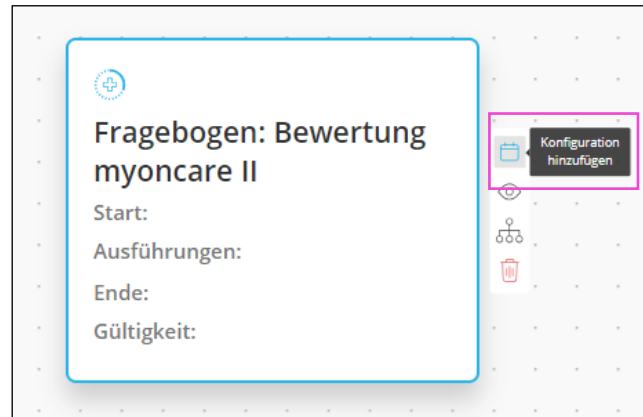 Fragebogen: Bewertung
myoncare II
Start:
Ausführungen:
Ende:
Gültigkeit:
Konfiguration
hinzufügen